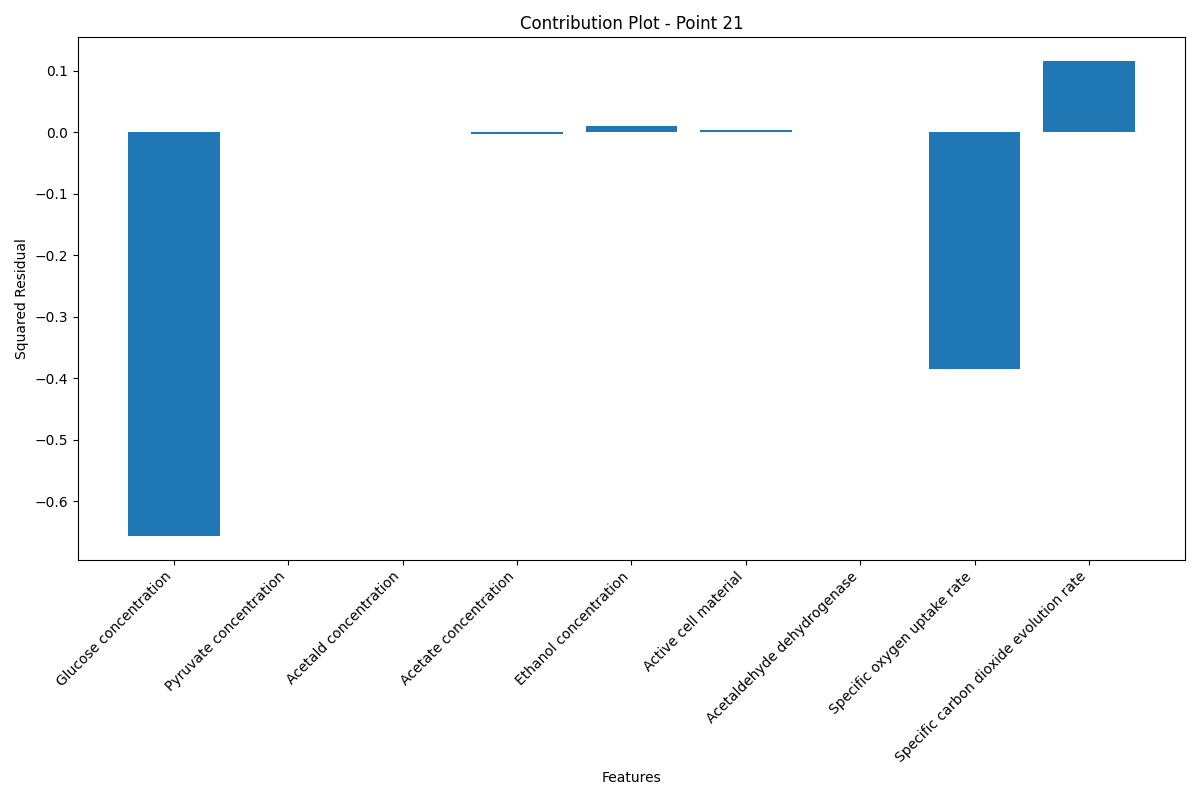 Contribution Plot - Point 21
Squared Residual
0.1
0.0
−0.1
−0.2
−0.3
−0.4
−0.5
−0.6
Glucose concentration
Pyruvate concentration
Acetald concentration
Acetate concentration
Ethanol concentration
Active cell material
Acetaldehyde dehydrogenase
Specific oxygen uptake rate
Specific carbon dioxide evolution rate
Features